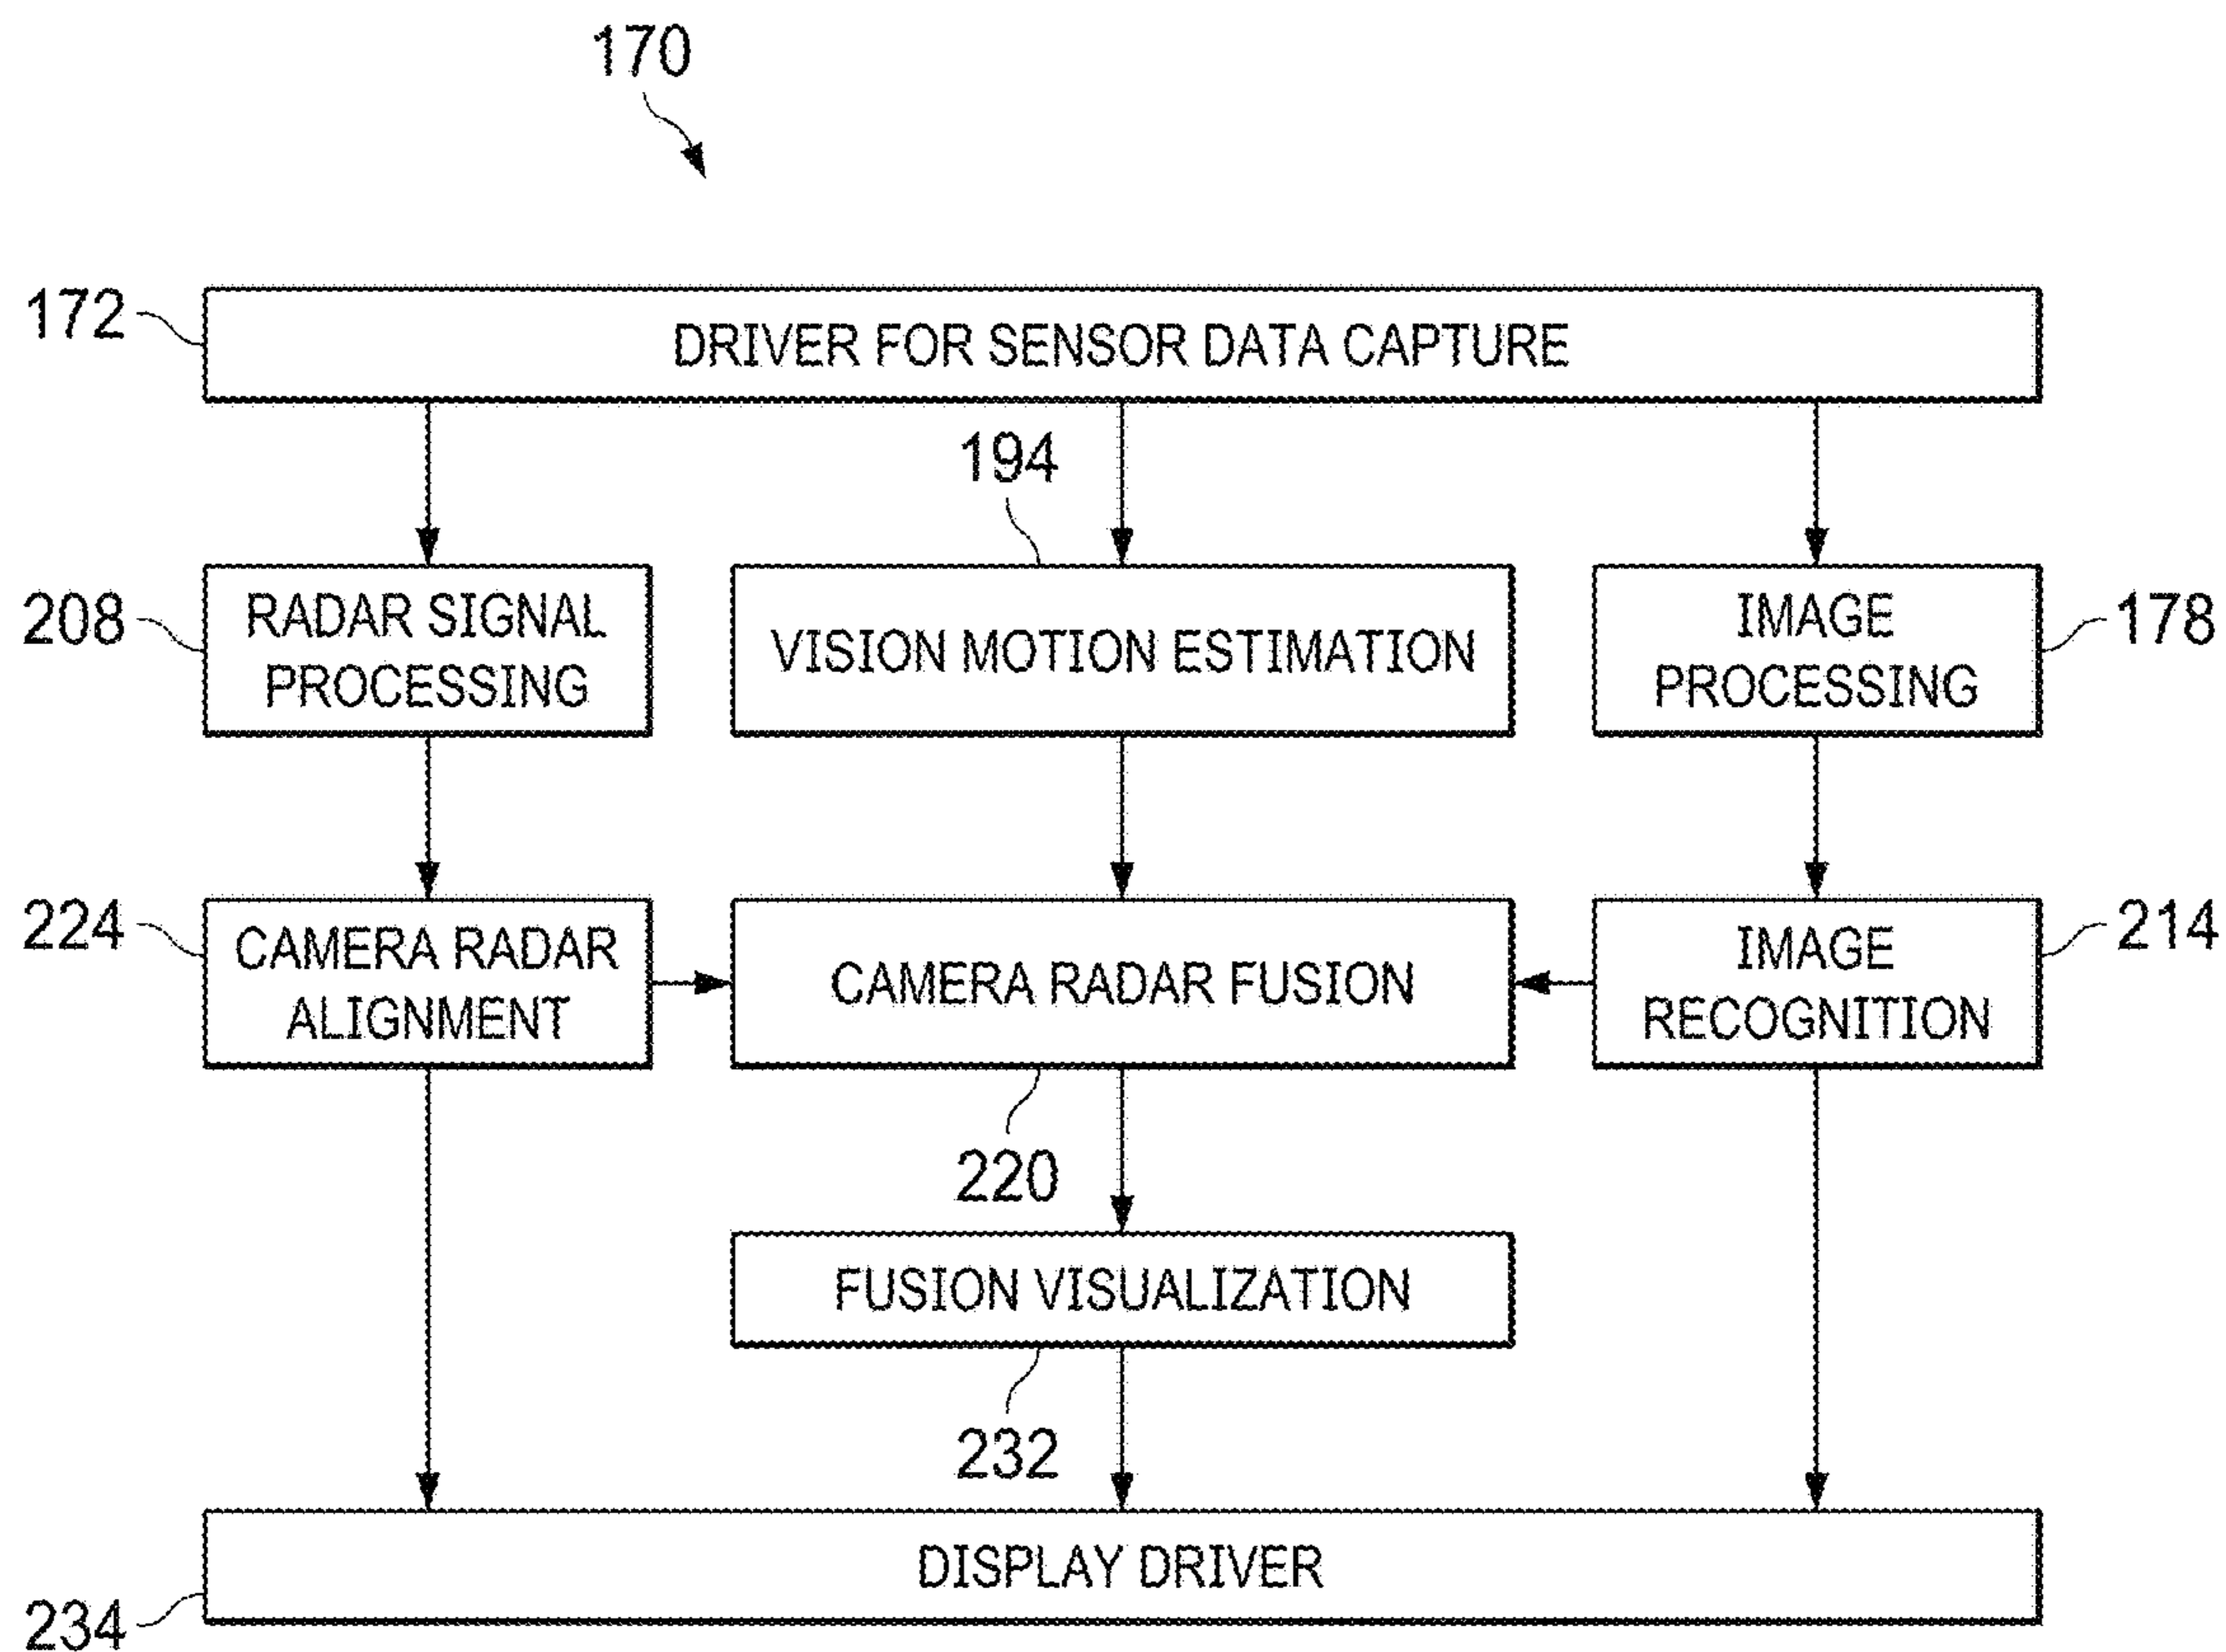 170
172
DRIVER FOR SENSOR DATA CAPTURE
194
208
RADAR SIGNAL
PROCESSING
VISION MOTION ESTIMATION
IMAGE
PROCESSING
178
224
CAMERA RADAR
ALIGNMENT
CAMERA RADAR FUSION
IMAGE
RECOGNITION
214
220
FUSION VISUALIZATION
232
DISPLAY DRIVER
234